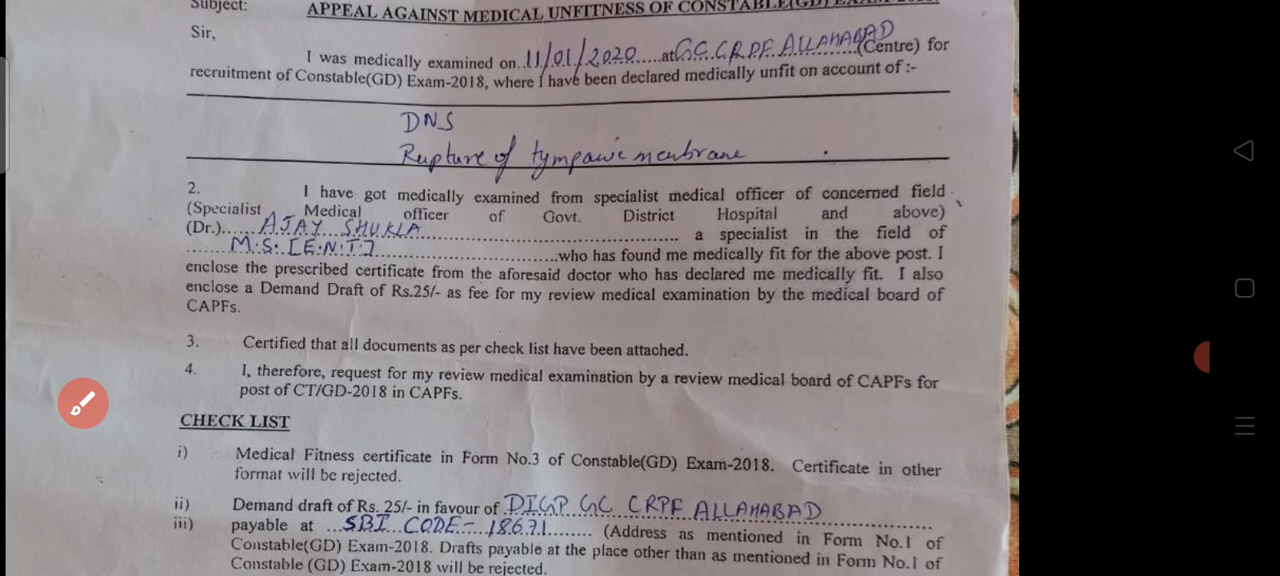 Subject:
APPEAL AGAINST MEDICAL UNFITNESS OF CONSTABLE(GD)
Sir,
I was medically examined on..11/01/2020.....at GC.CRPF.ALLAHABAD (Centre) for
recruitment of Constable(GD) Exam-2018, where I have been declared medically unfit on account of :-
DNS
Rupture of tympanic menbrane
2. I have got medically examined from specialist medical officer of concerned field
(Specialist Medical officer of Govt. District Hospital and above)
(Dr.)......AJAY SHUKLA.......................................... a specialist in the field of
......M.S.[E.N.T]...............................who has found me medically fit for the above post. I
enclose the prescribed certificate from the aforesaid doctor who has declared me medically fit. I also
enclose a Demand Draft of Rs.25/- as fee for my review medical examination by the medical board of
CAPFs.
3. Certified that all documents as per check list have been attached.
4. I, therefore, request for my review medical examination by a review medical board of CAPFs for
post of CT/GD-2018 in CAPFs.
CHECK LIST
i) Medical Fitness certificate in Form No.3 of Constable(GD) Exam-2018. Certificate in other
format will be rejected.
ii) Demand draft of Rs. 25/- in favour of DIGP GC CRPF ALLAHABAD
iii) payable at ...SBI CODE-18671......... (Address as mentioned in Form No.1 of
Constable(GD) Exam-2018. Drafts payable at the place other than as mentioned in Form No.1 of
Constable (GD) Exam-2018 will be rejected.